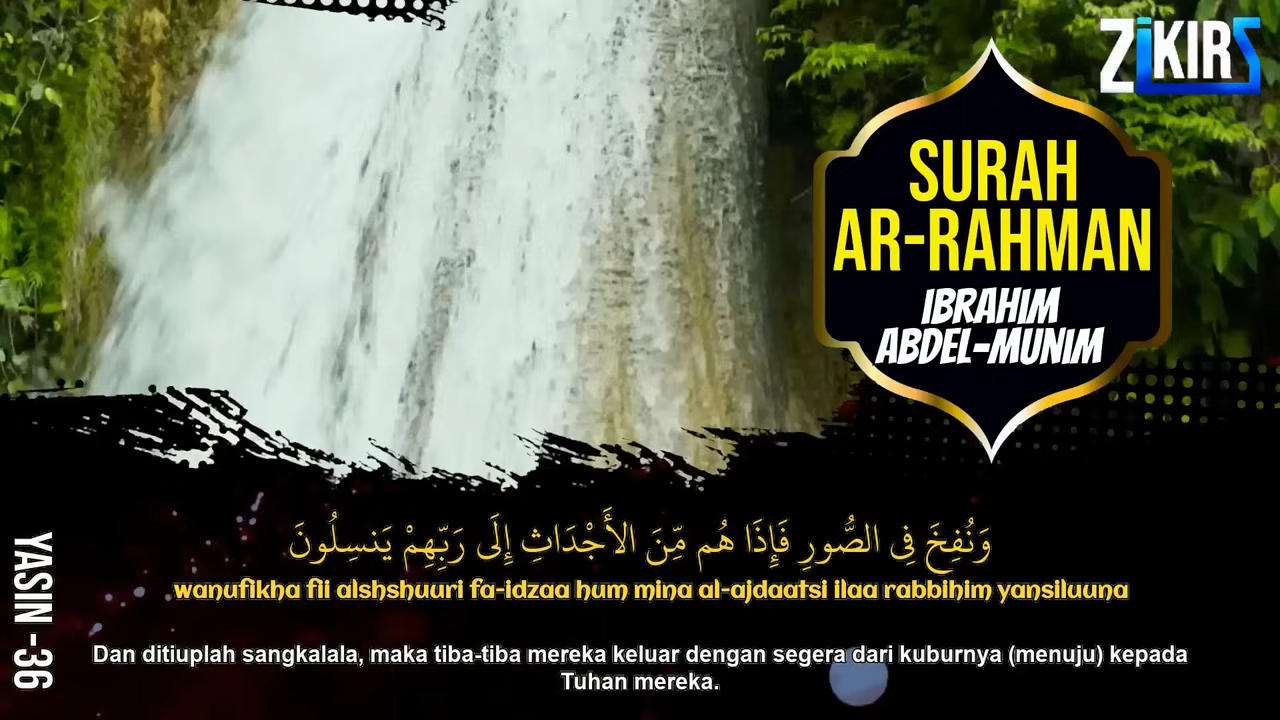 ZIKIRS
SURAH
AR-RAHMAN
IBRAHIM
ABDEL-MUNIM
وَنُفِخَ فِى الصُّورِ فَإِذَا هُم مِّنَ الأَجْدَاثِ إِلَى رَبِّهِمْ يَنسِلُونَ
wanufikha fii alshshuuri fa-idzaa hum mina al-ajdaatsi ilaa rabbihim yansiluuna
YASIN -36
Dan ditiuplah sangkalala, maka tiba-tiba mereka keluar dengan segera dari kuburnya (menuju) kepada
Tuhan mereka.